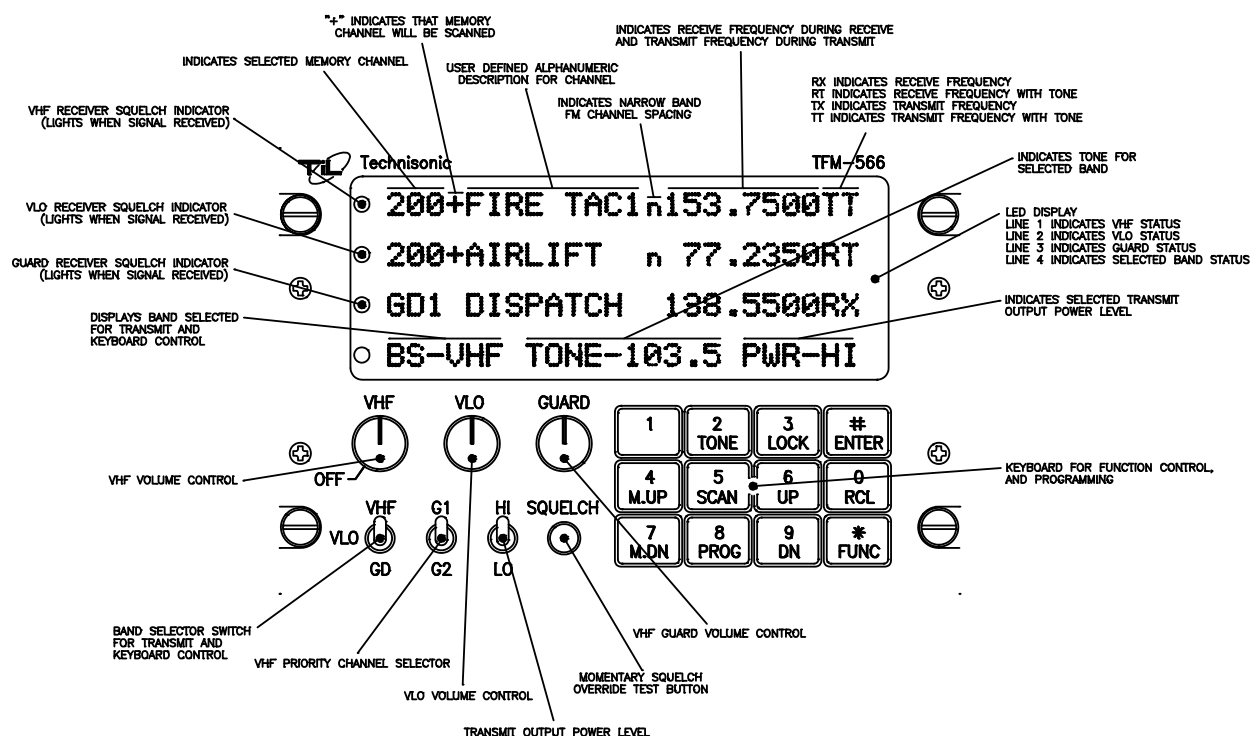 "+" INDICATES THAT MEMORY
CHANNEL WILL BE SCANNED
INDICATES RECEIVE FREQUENCY DURING RECEIVE
AND TRANSMIT FREQUENCY DURING TRANSMIT
INDICATES SELECTED MEMORY CHANNEL
USER DEFINED ALPHANUMERIC
DESCRIPTION FOR CHANNEL
RX INDICATES RECEIVE FREQUENCY
RT INDICATES RECEIVE FREQUENCY WITH TONE
TX INDICATES TRANSMIT FREQUENCY
TT INDICATES TRANSMIT FREQUENCY WITH TONE
VHF RECEIVER SQUELCH INDICATOR
(LIGHTS WHEN SIGNAL RECEIVED)
INDICATES NARROW BAND
FM CHANNEL SPACING
TiL Technisonic TFM-566
INDICATES TONE FOR
SELECTED BAND
200+FIRE TAC1n153.7500TT
VLO RECEIVER SQUELCH INDICATOR
(LIGHTS WHEN SIGNAL RECEIVED)
LED DISPLAY
LINE 1 INDICATES VHF STATUS
LINE 2 INDICATES VLO STATUS
LINE 3 INDICATES GUARD STATUS
LINE 4 INDICATES SELECTED BAND STATUS
200+AIRLIFT n 77.2350RT
GUARD RECEIVER SQUELCH INDICATOR
(LIGHTS WHEN SIGNAL RECEIVED)
GD1 DISPATCH 138.5500RX
INDICATES SELECTED TRANSMIT
OUTPUT POWER LEVEL
DISPLAYS BAND SELECTED
FOR TRANSMIT AND
KEYBOARD CONTROL
BS-VHF TONE-103.5 PWR-HI
VHF VLO GUARD
OFF
1
2 TONE
3 LOCK
# ENTER
4 M.UP
5 SCAN
6 UP
0 RCL
7 M.DN
8 PROG
9 DN
* FUNC
VHF VOLUME CONTROL
KEYBOARD FOR FUNCTION CONTROL,
AND PROGRAMMING
VHF G1 HI SQUELCH
VLO
GD G2 LO
BAND SELECTOR SWITCH
FOR TRANSMIT AND
KEYBOARD CONTROL
VHF GUARD VOLUME CONTROL
VHF PRIORITY CHANNEL SELECTOR
MOMENTARY SQUELCH
OVERRIDE TEST BUTTON
VLO VOLUME CONTROL
TRANSMIT OUTPUT POWER LEVEL